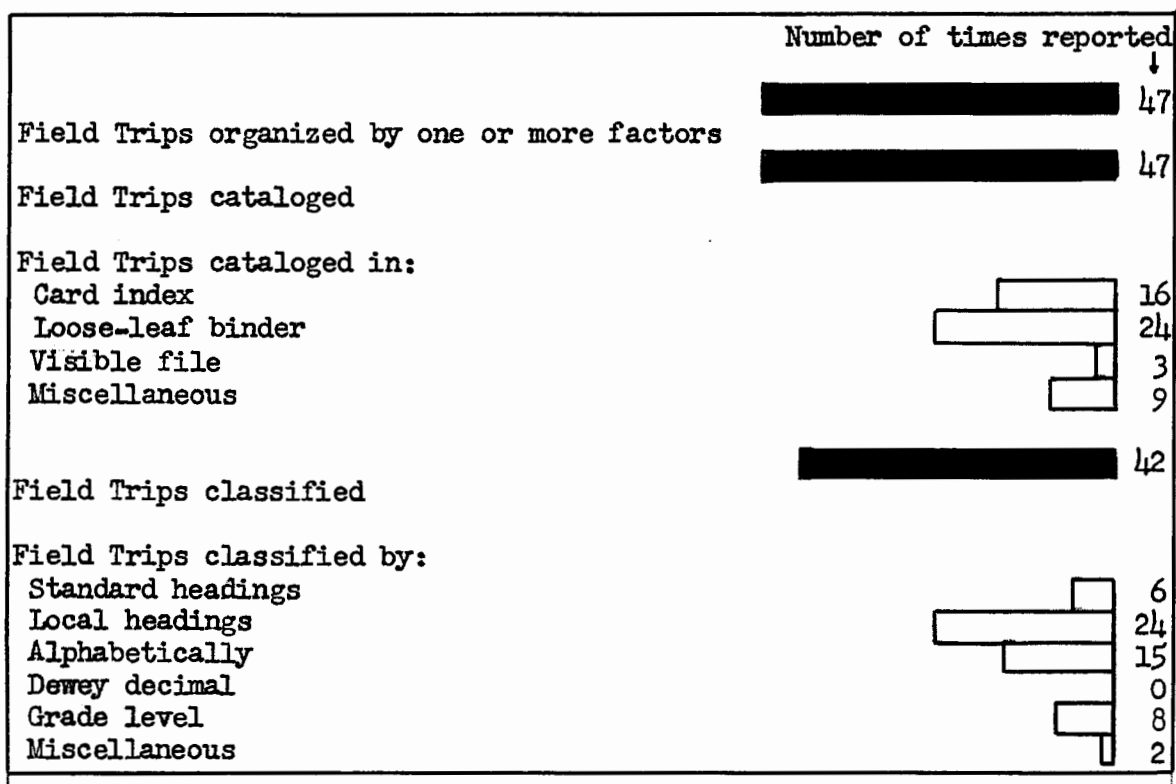 Number of times reported
47
Field Trips organized by one or more factors
47
Field Trips cataloged
Field Trips cataloged in:
Card index 16
Loose-leaf binder 24
Visible file 3
Miscellaneous 9
42
Field Trips classified
Field Trips classified by:
Standard headings 6
Local headings 24
Alphabetically 15
Dewey decimal 0
Grade level 8
Miscellaneous 2